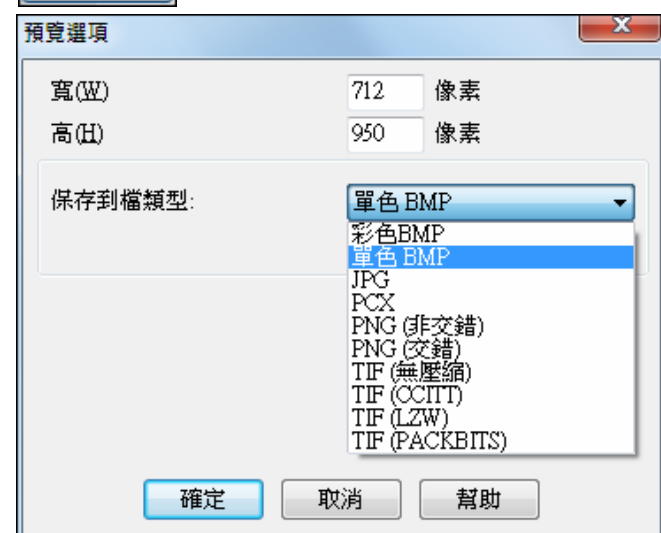 預覽選項
寬(W) 712 像素
高(H) 950 像素
保存到檔類型: 單色 BMP
彩色BMP
單色 BMP
JPG
PCX
PNG (非交錯)
PNG (交錯)
TIF (無壓縮)
TIF (CCITT)
TIF (LZW)
TIF (PACKBITS)
確定 取消 幫助